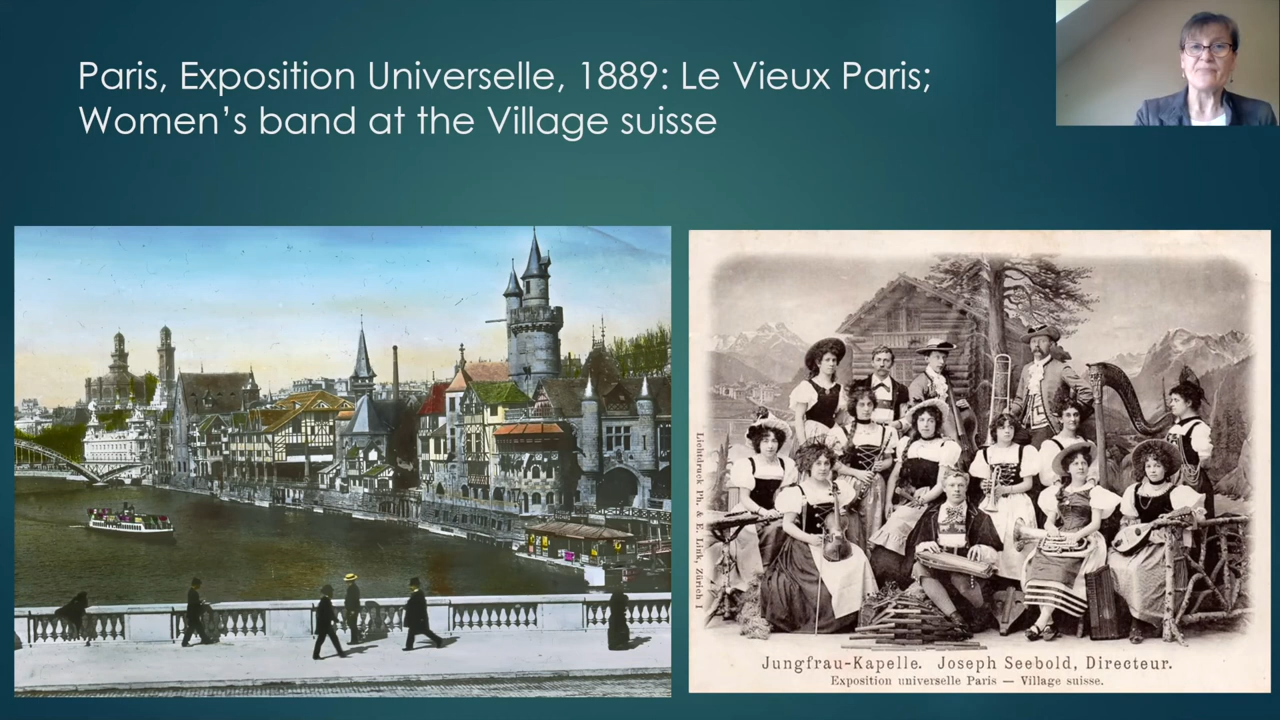 Paris, Exposition Universelle, 1889: Le Vieux Paris;
Women’s band at the Village suisse
Lichtdruck Ph. & E. Link, Zürich I
Jungfrau-Kapelle. Joseph Seebold, Directeur.
Exposition universelle Paris — Village suisse.